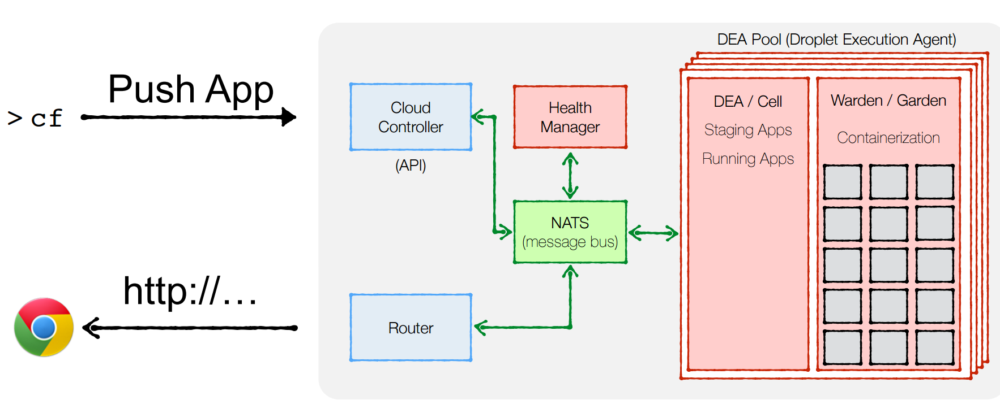 DEA Pool (Droplet Execution Agent)
Push App
> cf
Cloud
Controller
(API)
Health
Manager
DEA / Cell
Staging Apps
Running Apps
Warden / Garden
Containerization
NATS
(message bus)
http://...
Router